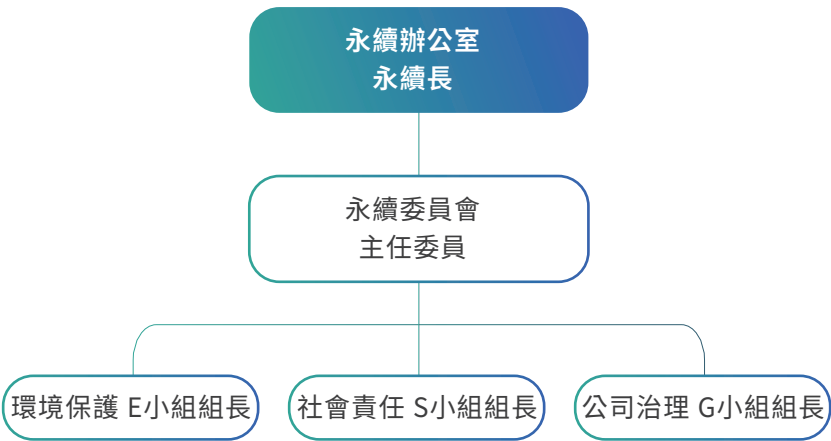 永續辦公室
永續長
永續委員會
主任委員
環境保護 E小組組長
社會責任 S小組組長
公司治理 G小組組長